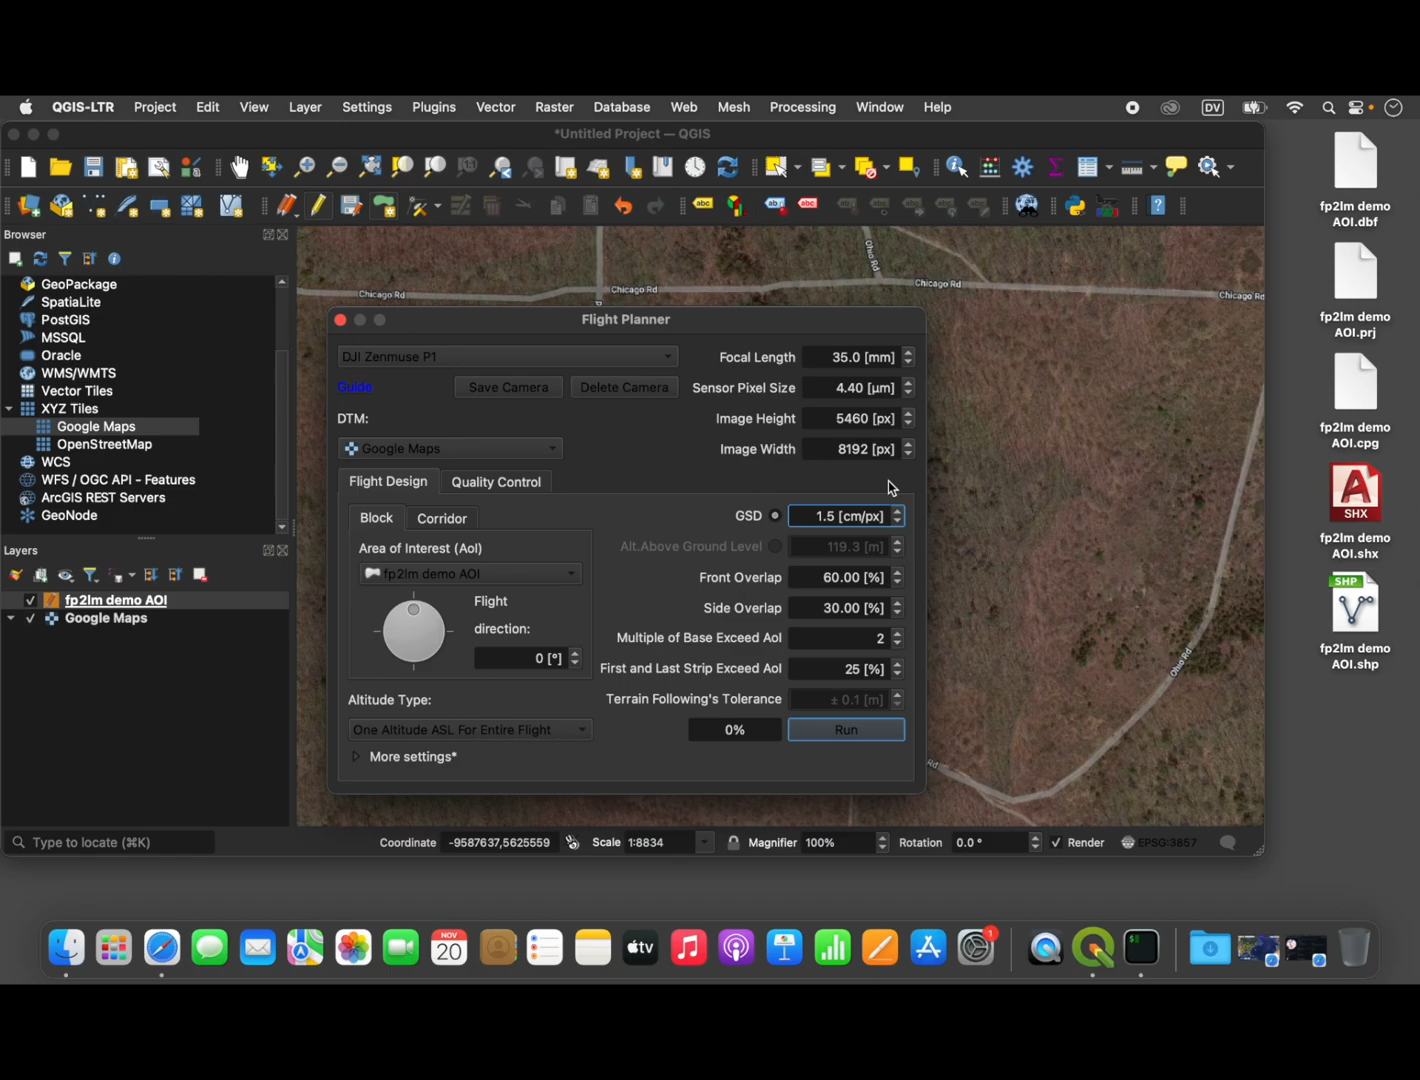 QGIS-LTR Project Edit View Layer Settings Plugins Vector Raster Database Web Mesh Processing Window Help DV
*Untitled Project — QGIS
Browser
GeoPackage
SpatiaLite
PostGIS
MSSQL
Oracle
WMS/WMTS
Vector Tiles
XYZ Tiles
Google Maps
OpenStreetMap
WCS
WFS / OGC API - Features
ArcGIS REST Servers
GeoNode
Layers
fp2lm demo AOI
Google Maps
Chicago Rd
Chicago Rd
Chicago Rd
Chicago Rd
Ohio Rd
Ohio Rd
Rd
Flight Planner
DJI Zenmuse P1
Focal Length 35.0 [mm]
Guide Save Camera Delete Camera Sensor Pixel Size 4.40 [µm]
DTM: Image Height 5460 [px]
Google Maps Image Width 8192 [px]
Flight Design Quality Control
Block Corridor GSD 1.5 [cm/px]
Area of Interest (AoI) Alt.Above Ground Level 119.3 [m]
fp2lm demo AOI Front Overlap 60.00 [%]
Flight
direction:
Side Overlap 30.00 [%]
Multiple of Base Exceed AoI 2
0 [°] First and Last Strip Exceed AoI 25 [%]
Altitude Type: Terrain Following's Tolerance ± 0.1 [m]
One Altitude ASL For Entire Flight 0% Run
More settings*
Type to locate (⌘K) Coordinate -9587637,5625559 Scale 1:8834 Magnifier 100% Rotation 0.0 ° Render EPSG:3857
fp2lm demo
AOI.dbf
fp2lm demo
AOI.prj
fp2lm demo
AOI.cpg
SHX
fp2lm demo
AOI.shx
SHP
fp2lm demo
AOI.shp
NOV
20
tv
1